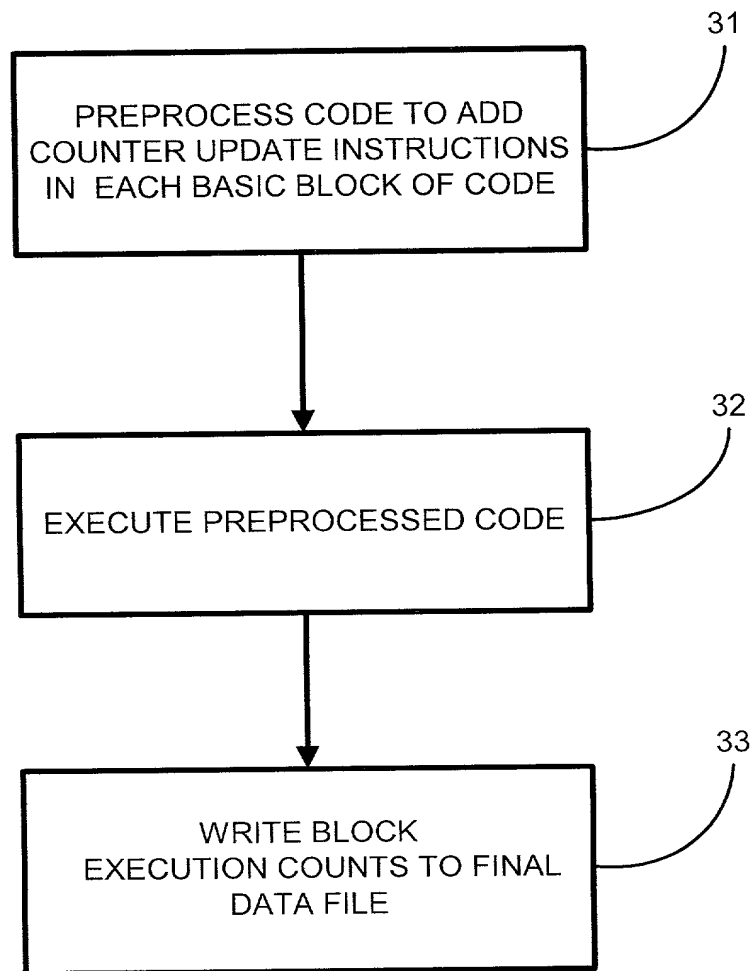 31
PREPROCESS CODE TO ADD
COUNTER UPDATE INSTRUCTIONS
IN EACH BASIC BLOCK OF CODE
32
EXECUTE PREPROCESSED CODE
33
WRITE BLOCK
EXECUTION COUNTS TO FINAL
DATA FILE